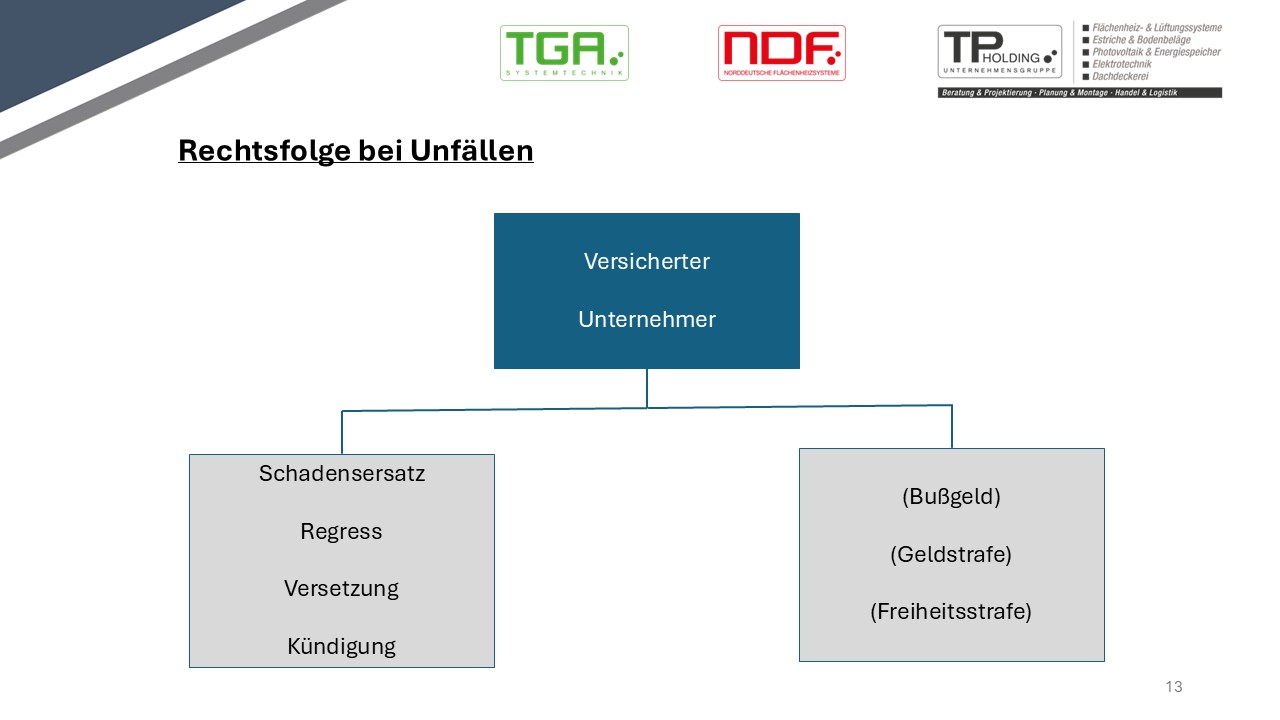 TGA
SYSTEMTECHNIK
NDF
NORDDEUTSCHE FLÄCHENHEIZSYSTEME
TP HOLDING
UNTERNEHMENSGRUPPE
Flächenheiz- & Lüftungssysteme
Estriche & Bodenbeläge
Photovoltaik & Energiespeicher
Elektrotechnik
Dachdeckerei
Beratung & Projektierung · Planung & Montage · Handel & Logistik
Rechtsfolge bei Unfällen
Versicherter
Unternehmer
Schadensersatz
Regress
Versetzung
Kündigung
(Bußgeld)
(Geldstrafe)
(Freiheitsstrafe)
13